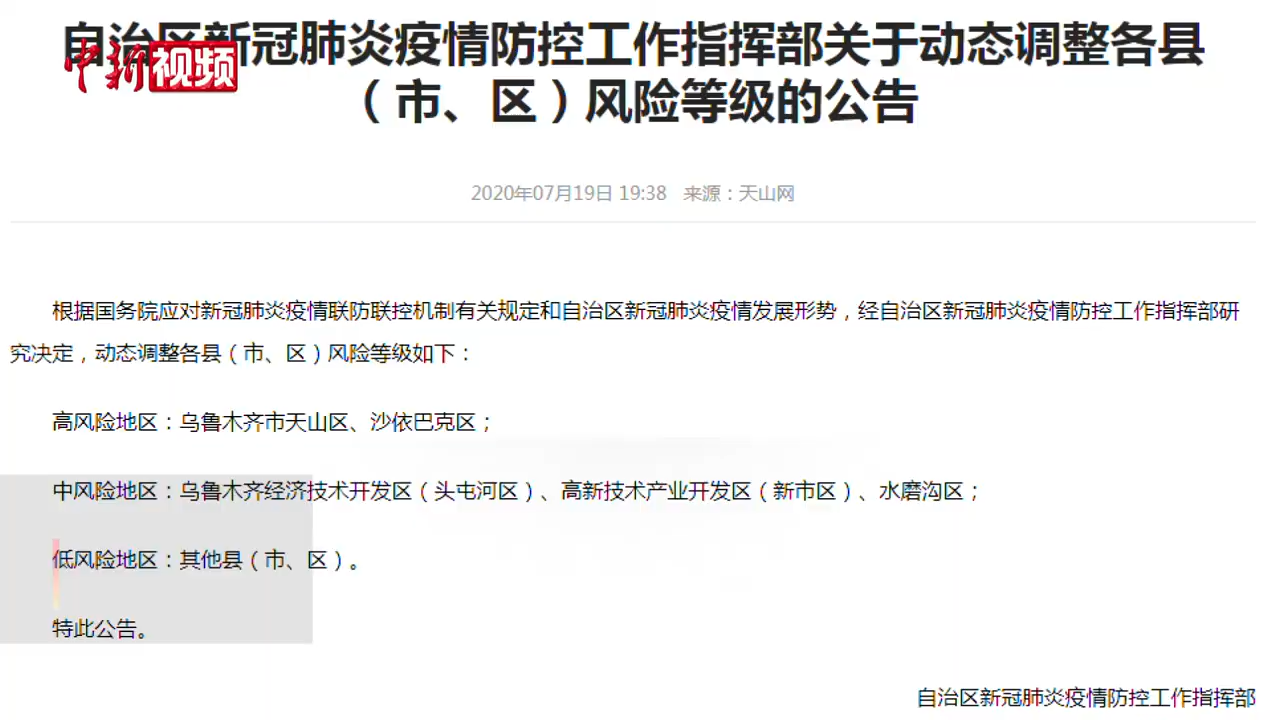 自治区新冠肺炎疫情防控工作指挥部关于动态调整各县
中新视频
（市、区）风险等级的公告
2020年07月19日 19:38 来源：天山网
根据国务院应对新冠肺炎疫情联防联控机制有关规定和自治区新冠肺炎疫情发展形势，经自治区新冠肺炎疫情防控工作指挥部研
究决定，动态调整各县（市、区）风险等级如下：
高风险地区：乌鲁木齐市天山区、沙依巴克区；
中风险地区：乌鲁木齐经济技术开发区（头屯河区）、高新技术产业开发区（新市区）、水磨沟区；
低风险地区：其他县（市、区）。
特此公告。
自治区新冠肺炎疫情防控工作指挥部